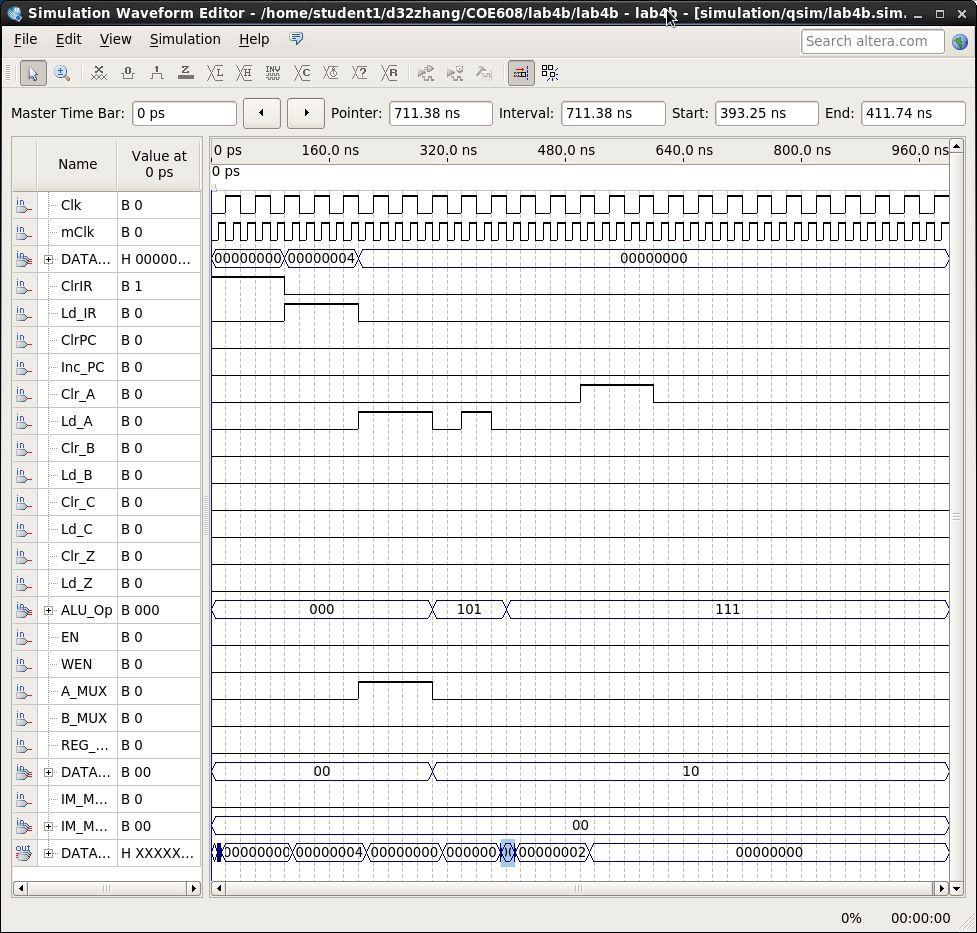 Simulation Waveform Editor - /home/student1/d32zhang/COE608/lab4b/lab4b - lab4b - [simulation/qsim/lab4b.sim.
File Edit View Simulation Help Search altera.com
Master Time Bar: 0 ps Pointer: 711.38 ns Interval: 711.38 ns Start: 393.25 ns End: 411.74 ns
Name Value at 0 ps 0 ps 160.0 ns 320.0 ns 480.0 ns 640.0 ns 800.0 ns 960.0 ns
0 ps
Clk B 0
mClk B 0
DATA... H 00000... 00000000 00000004 00000000
ClrIR B 1
Ld_IR B 0
ClrPC B 0
Inc_PC B 0
Clr_A B 0
Ld_A B 0
Clr_B B 0
Ld_B B 0
Clr_C B 0
Ld_C B 0
Clr_Z B 0
Ld_Z B 0
ALU_Op B 000 000 101 111
EN B 0
WEN B 0
A_MUX B 0
B_MUX B 0
REG_... B 0
DATA... B 00 00 10
IM_M... B 0
IM_M... B 00 00
DATA... H XXXXX... 00000000 00000004 00000000 000000 00000002 00000000
0% 00:00:00